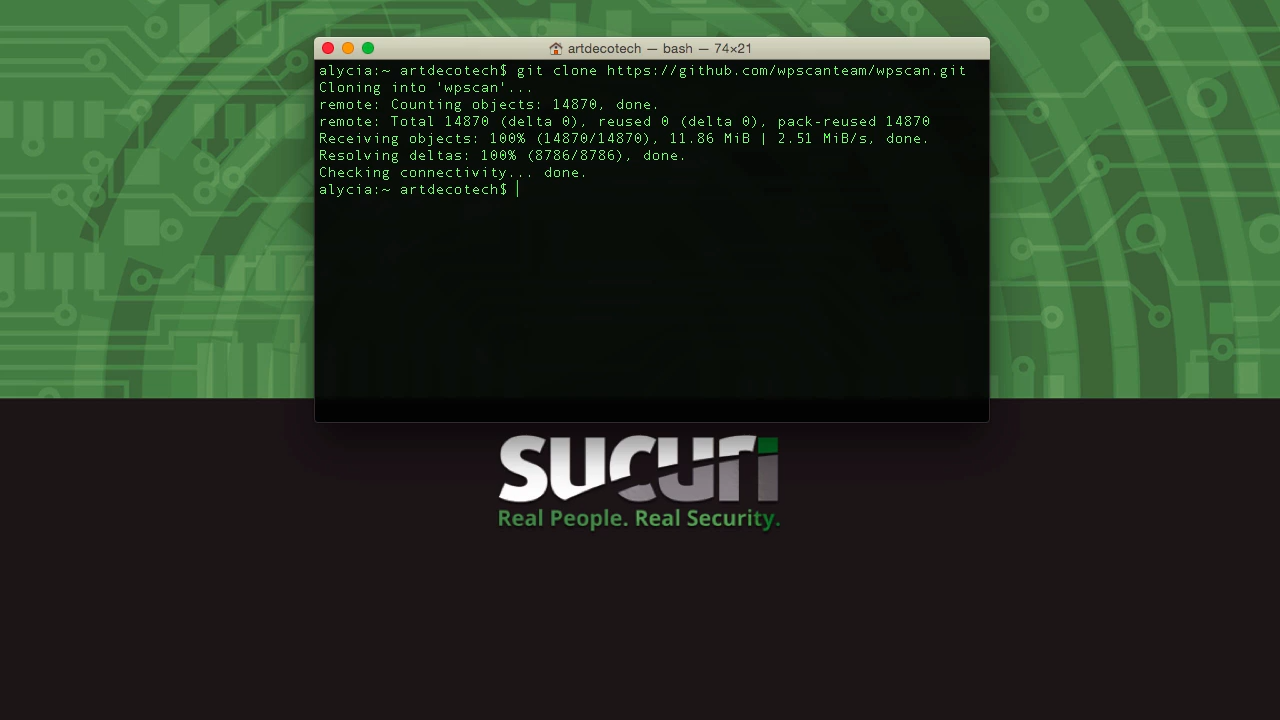 artdecotech — bash — 74×21
alycia:~ artdecotech$ git clone https://github.com/wpscanteam/wpscan.git
Cloning into 'wpscan'...
remote: Counting objects: 14870, done.
remote: Total 14870 (delta 0), reused 0 (delta 0), pack-reused 14870
Receiving objects: 100% (14870/14870), 11.86 MiB | 2.51 MiB/s, done.
Resolving deltas: 100% (8786/8786), done.
Checking connectivity... done.
alycia:~ artdecotech$
sucuri
Real People. Real Security.